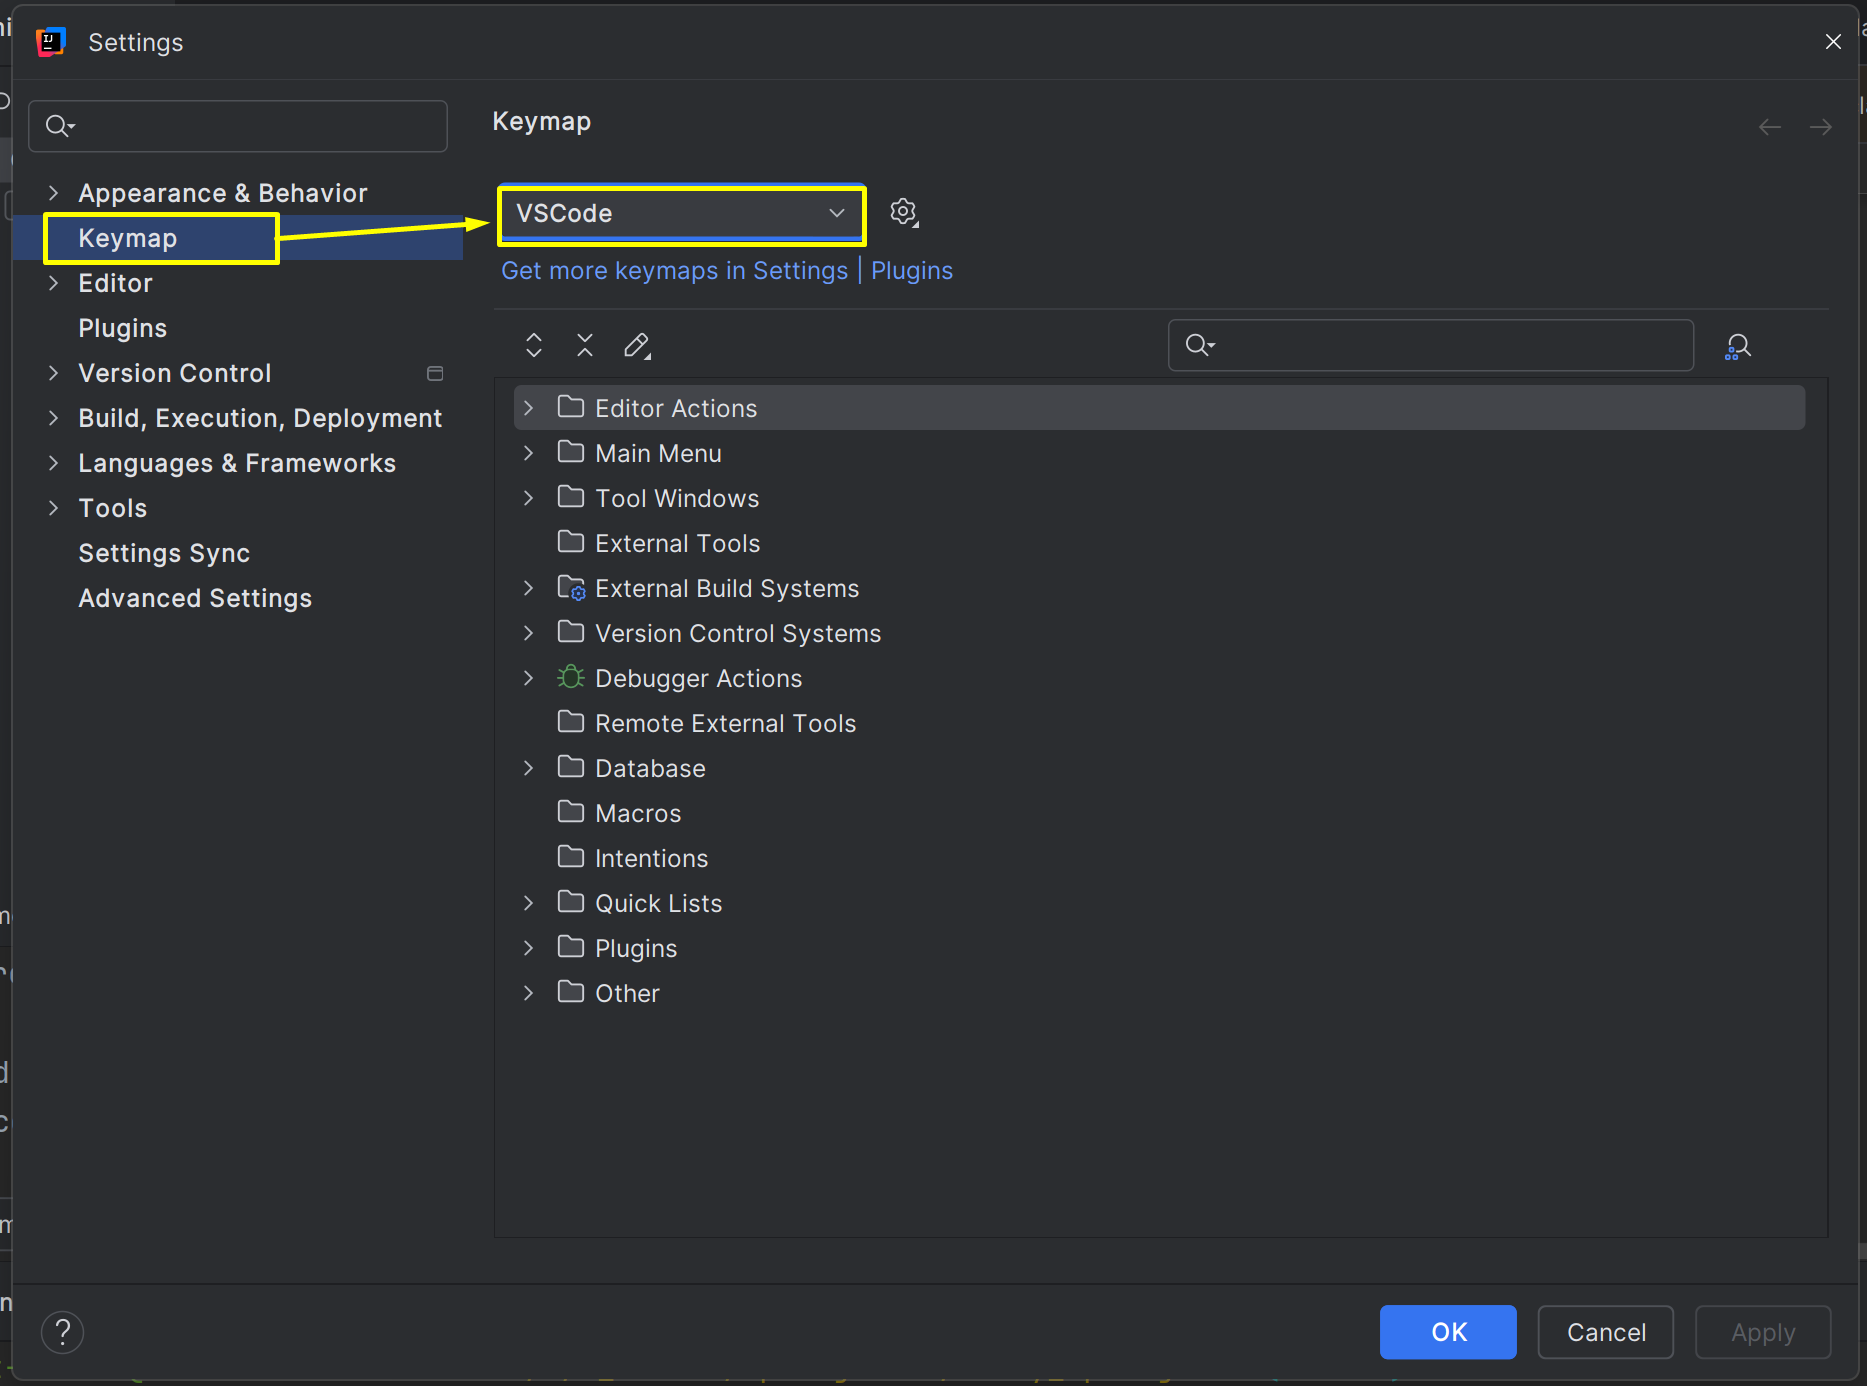 Settings
Keymap
Appearance & Behavior
Keymap
Editor
Plugins
Version Control
Build, Execution, Deployment
Languages & Frameworks
Tools
Settings Sync
Advanced Settings
VSCode
Get more keymaps in Settings | Plugins
Editor Actions
Main Menu
Tool Windows
External Tools
External Build Systems
Version Control Systems
Debugger Actions
Remote External Tools
Database
Macros
Intentions
Quick Lists
Plugins
Other
?
OK
Cancel
Apply